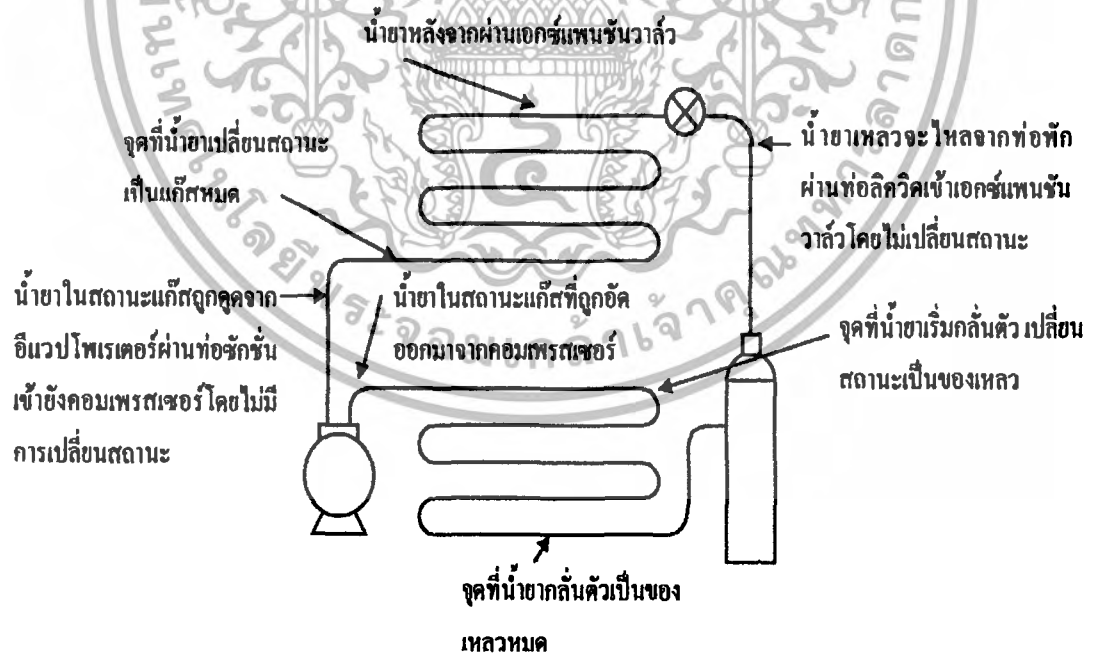 น้ำยาหลังจากผ่านเอกซ์แพนชันวาล์ว
จุดที่น้ำยาเปลี่ยนสถานะ
เป็นแก๊สหมด
น้ำยาเหลวจะไหลจากท่อพัก
ผ่านท่อลิควิดเข้าเอกซ์แพนชัน
วาล์วโดยไม่เปลี่ยนสถานะ
น้ำยาในสถานะแก๊สถูกดูดจาก
อีแวปโพเรเตอร์ผ่านท่อซักชั่น
เข้ายังคอมเพรสเซอร์โดยไม่มี
การเปลี่ยนสถานะ
น้ำยาในสถานะแก๊สที่ถูกอัด
ออกมาจากคอมเพรสเซอร์
จุดที่น้ำยาเริ่มกลั่นตัว เปลี่ยน
สถานะเป็นของเหลว
จุดที่น้ำยากลั่นตัวเป็นของ
เหลวหมด